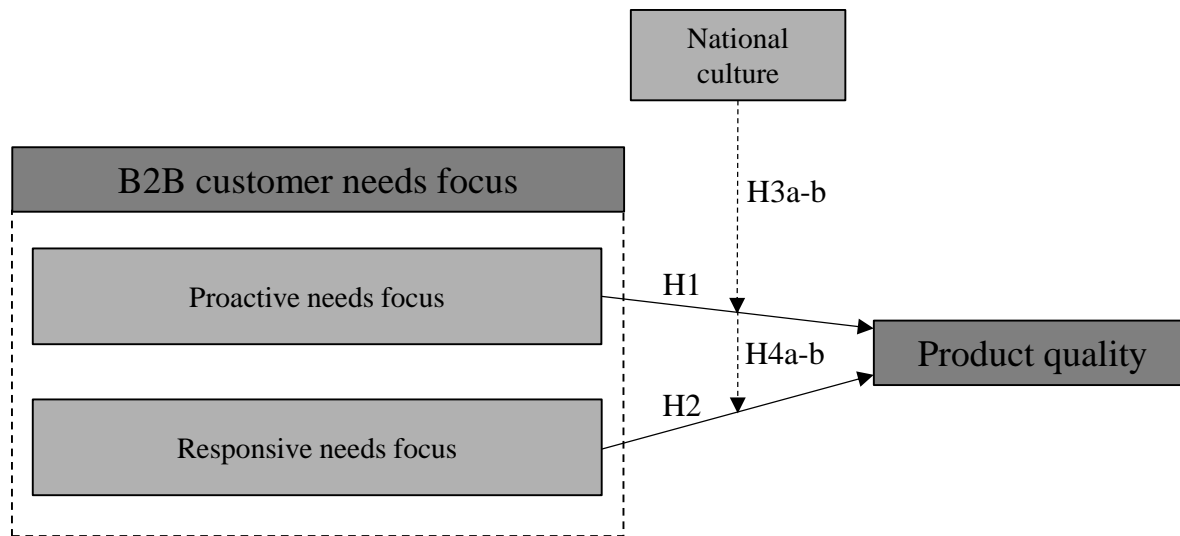 National
culture
B2B customer needs focus
H3a-b
Proactive needs focus
H1
H4a-b
Product quality
H2
Responsive needs focus